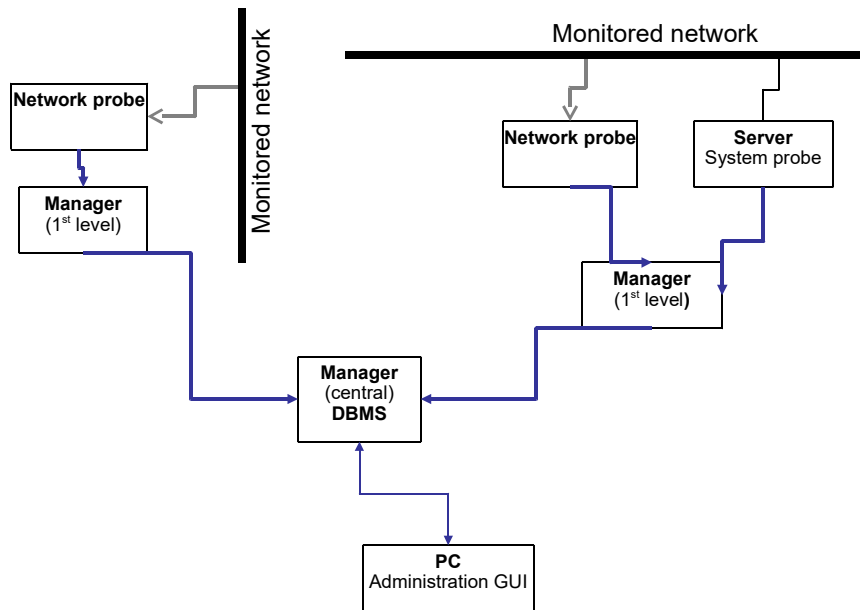 Monitored network
Network probe
Monitored network
Network probe
Server
System probe
Manager
(1st level)
Manager
(1st level)
Manager
(central)
DBMS
PC
Administration GUI